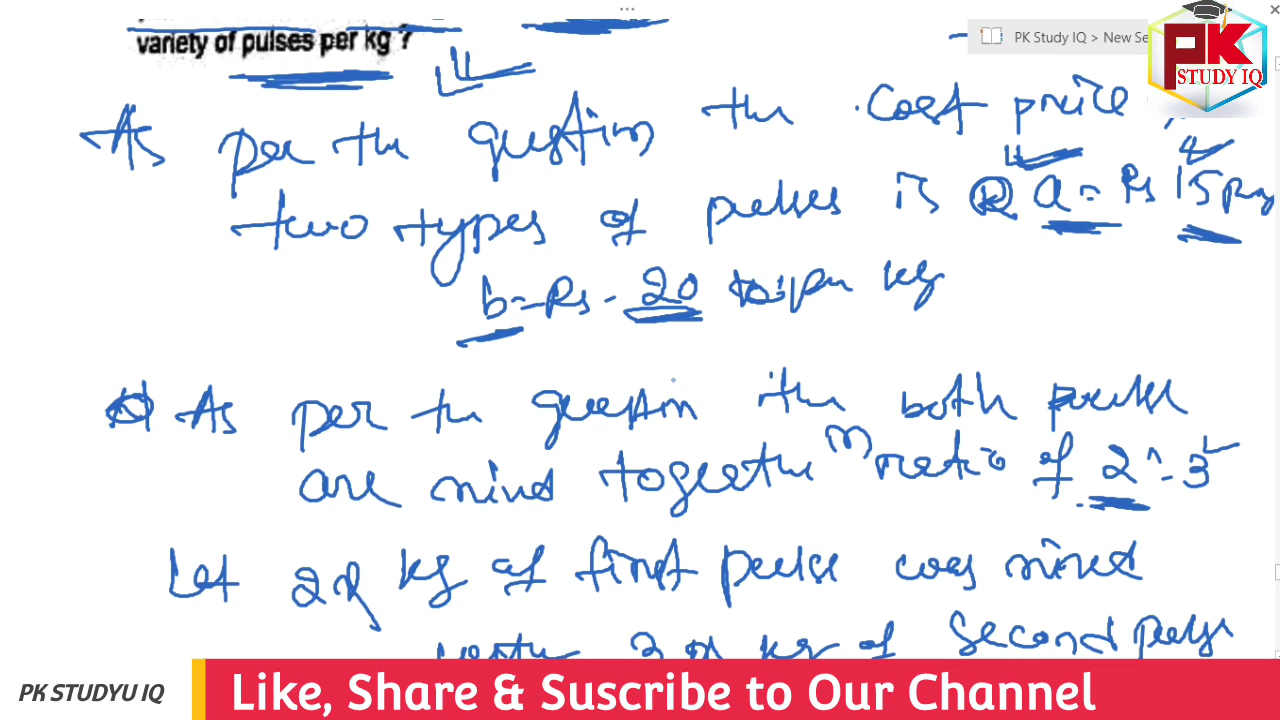 variety of pulses per kg ?
PK Study IQ > New Se
PK
STUDY IQ
As per the question the cost price
two types of pulses is a = Rs 15 per
b = Rs - 20 per kg
As per the question the both pulse
are mixed together in ratio of 2 : 3
Let 2x kg of first pulse was mixed
with 3x kg of second pulse
PK STUDYU IQ
Like, Share & Suscribe to Our Channel